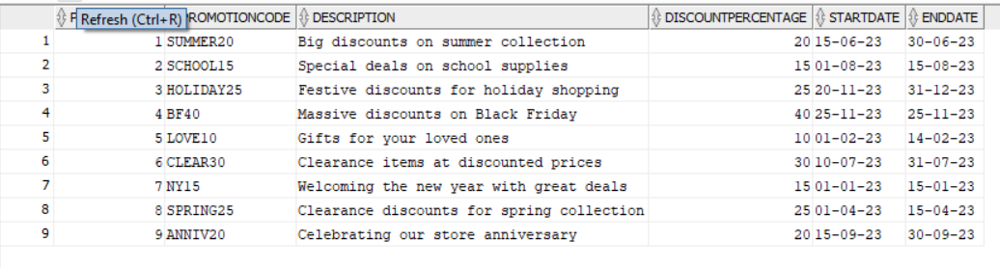 P Refresh (Ctrl+R) PROMOTIONCODE DESCRIPTION DISCOUNTPERCENTAGE STARTDATE ENDDATE
1 1 SUMMER20 Big discounts on summer collection 20 15-06-23 30-06-23
2 2 SCHOOL15 Special deals on school supplies 15 01-08-23 15-08-23
3 3 HOLIDAY25 Festive discounts for holiday shopping 25 20-11-23 31-12-23
4 4 BF40 Massive discounts on Black Friday 40 25-11-23 25-11-23
5 5 LOVE10 Gifts for your loved ones 10 01-02-23 14-02-23
6 6 CLEAR30 Clearance items at discounted prices 30 10-07-23 31-07-23
7 7 NY15 Welcoming the new year with great deals 15 01-01-23 15-01-23
8 8 SPRING25 Clearance discounts for spring collection 25 01-04-23 15-04-23
9 9 ANNIV20 Celebrating our store anniversary 20 15-09-23 30-09-23